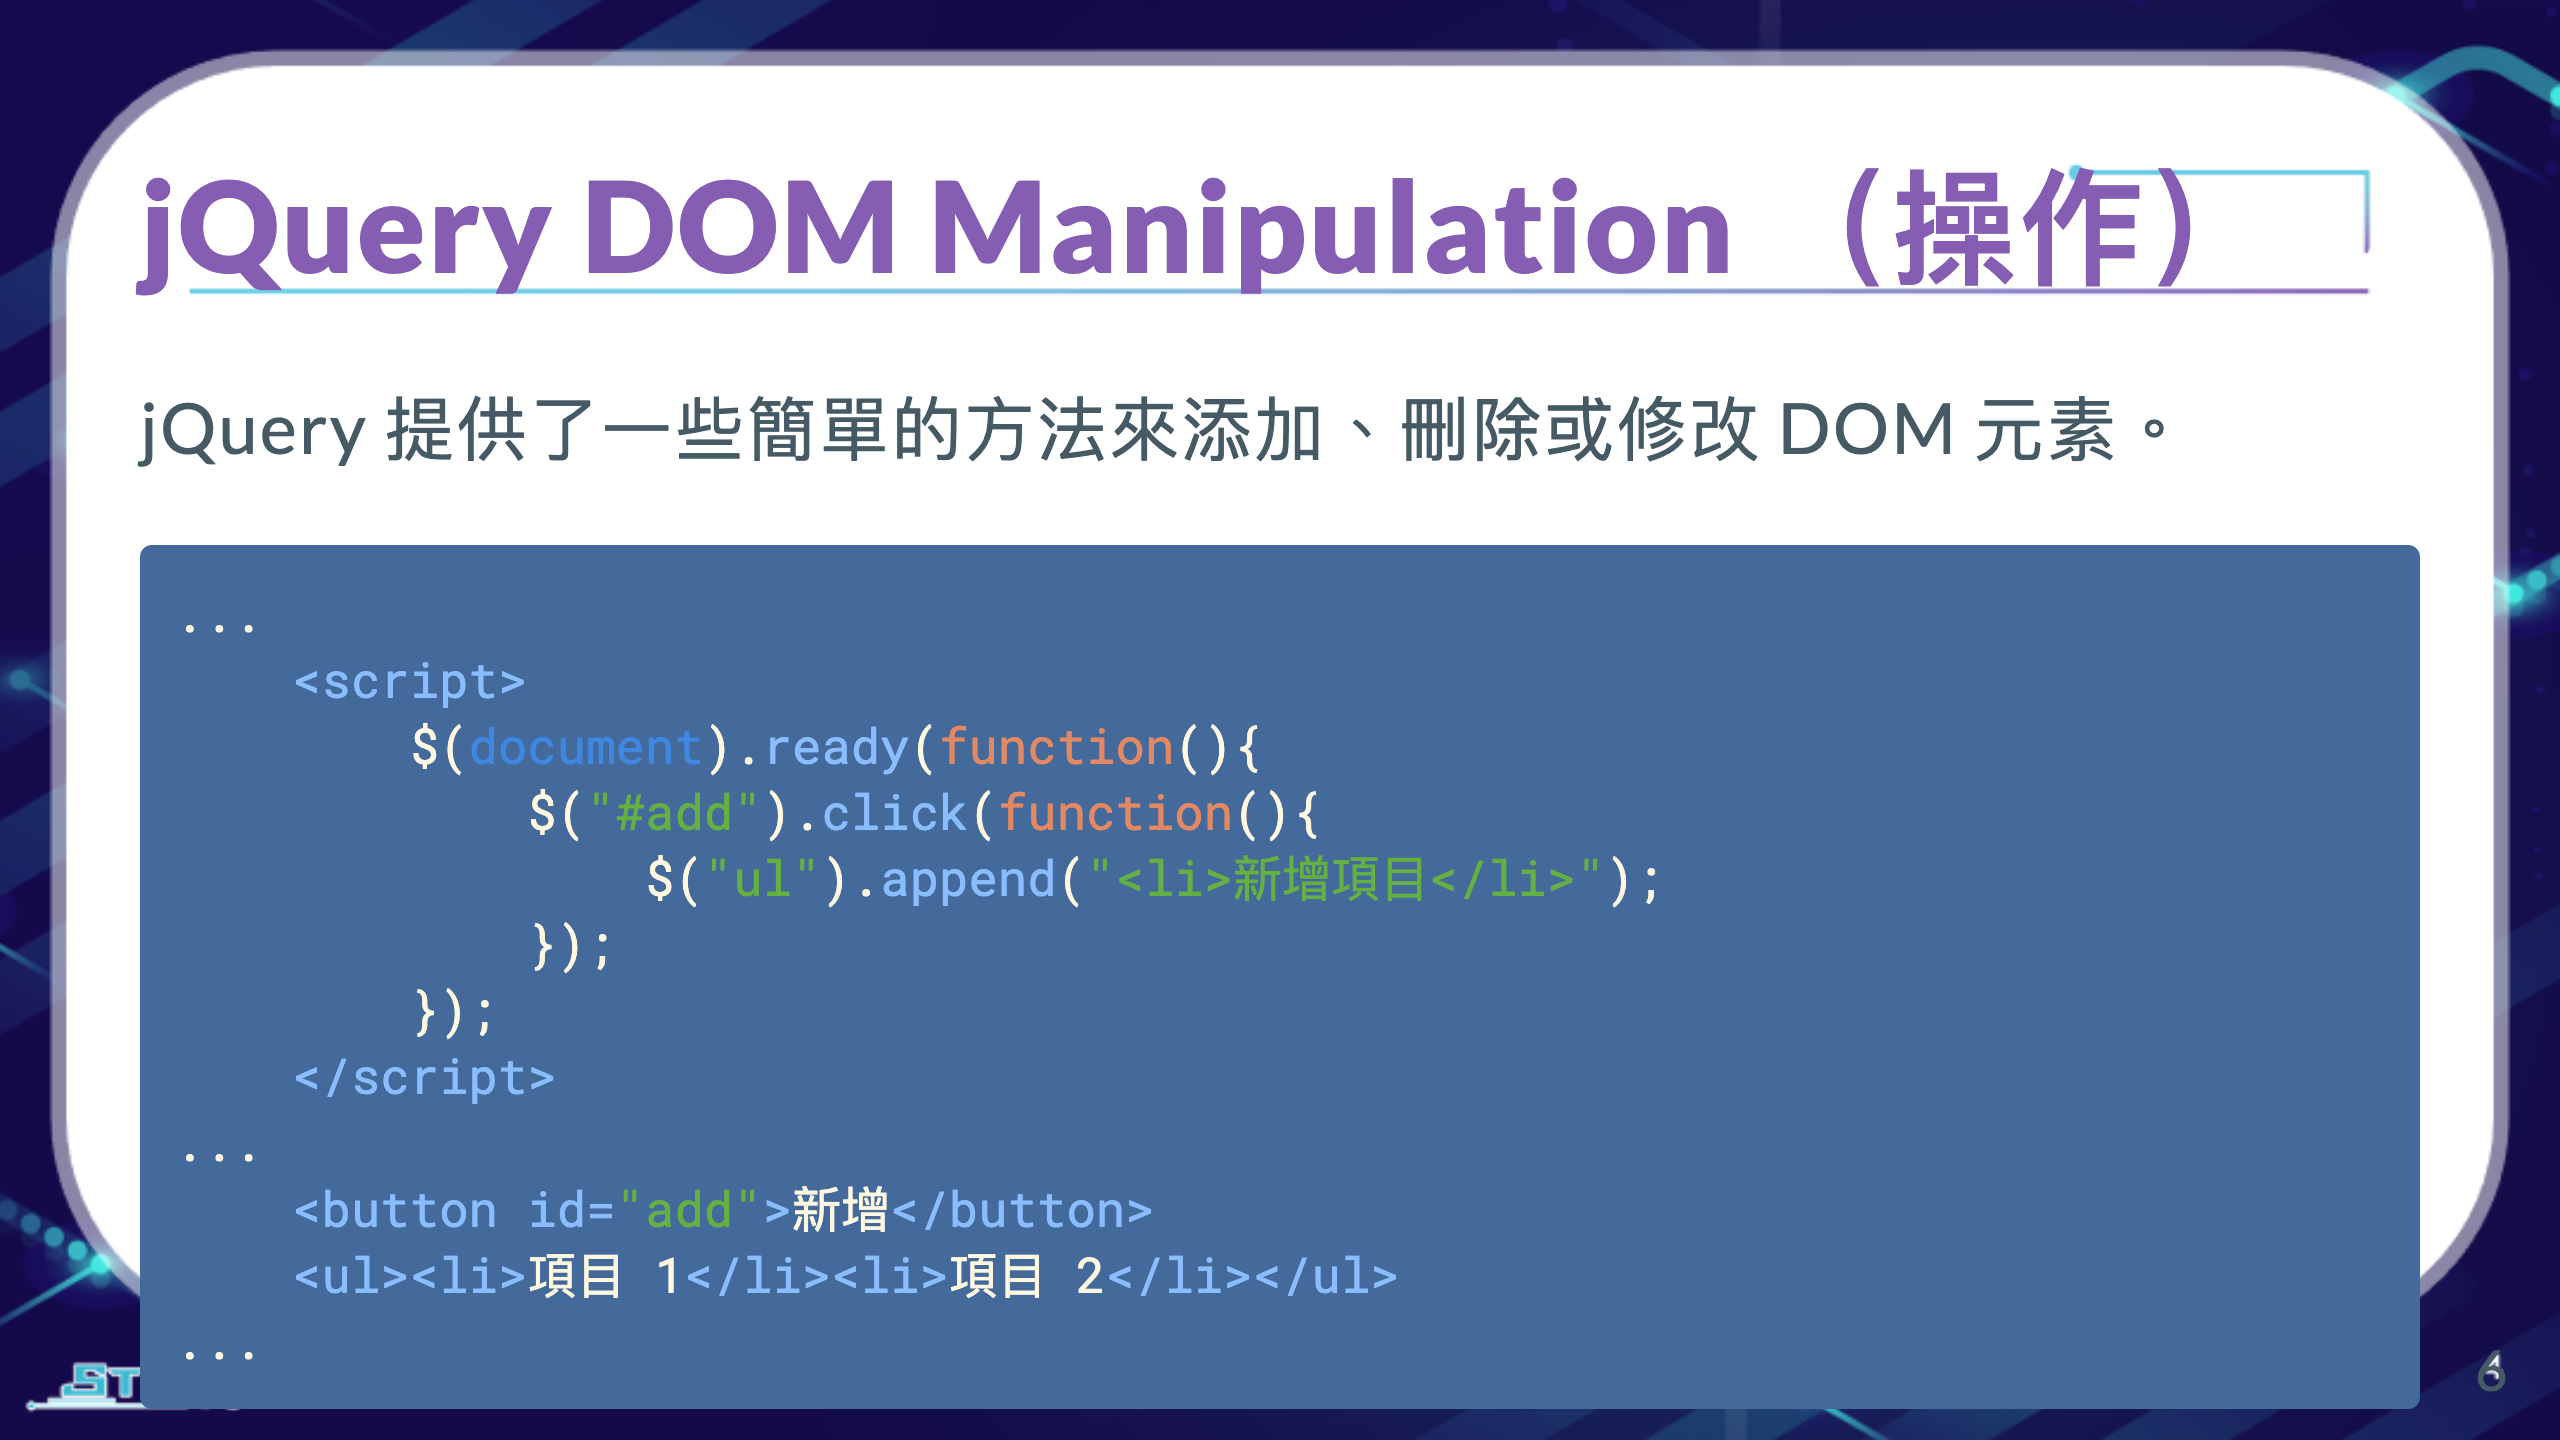 jQuery DOM Manipulation （操作）
jQuery 提供了一些簡單的方法來添加、刪除或修改 DOM 元素。
...
    <script>
        $(document).ready(function(){
            $("#add").click(function(){
                $("ul").append("<li>新增項目</li>");
            });
        });
    </script>
...
    <button id="add">新增</button>
    <ul><li>項目 1</li><li>項目 2</li></ul>
...
6